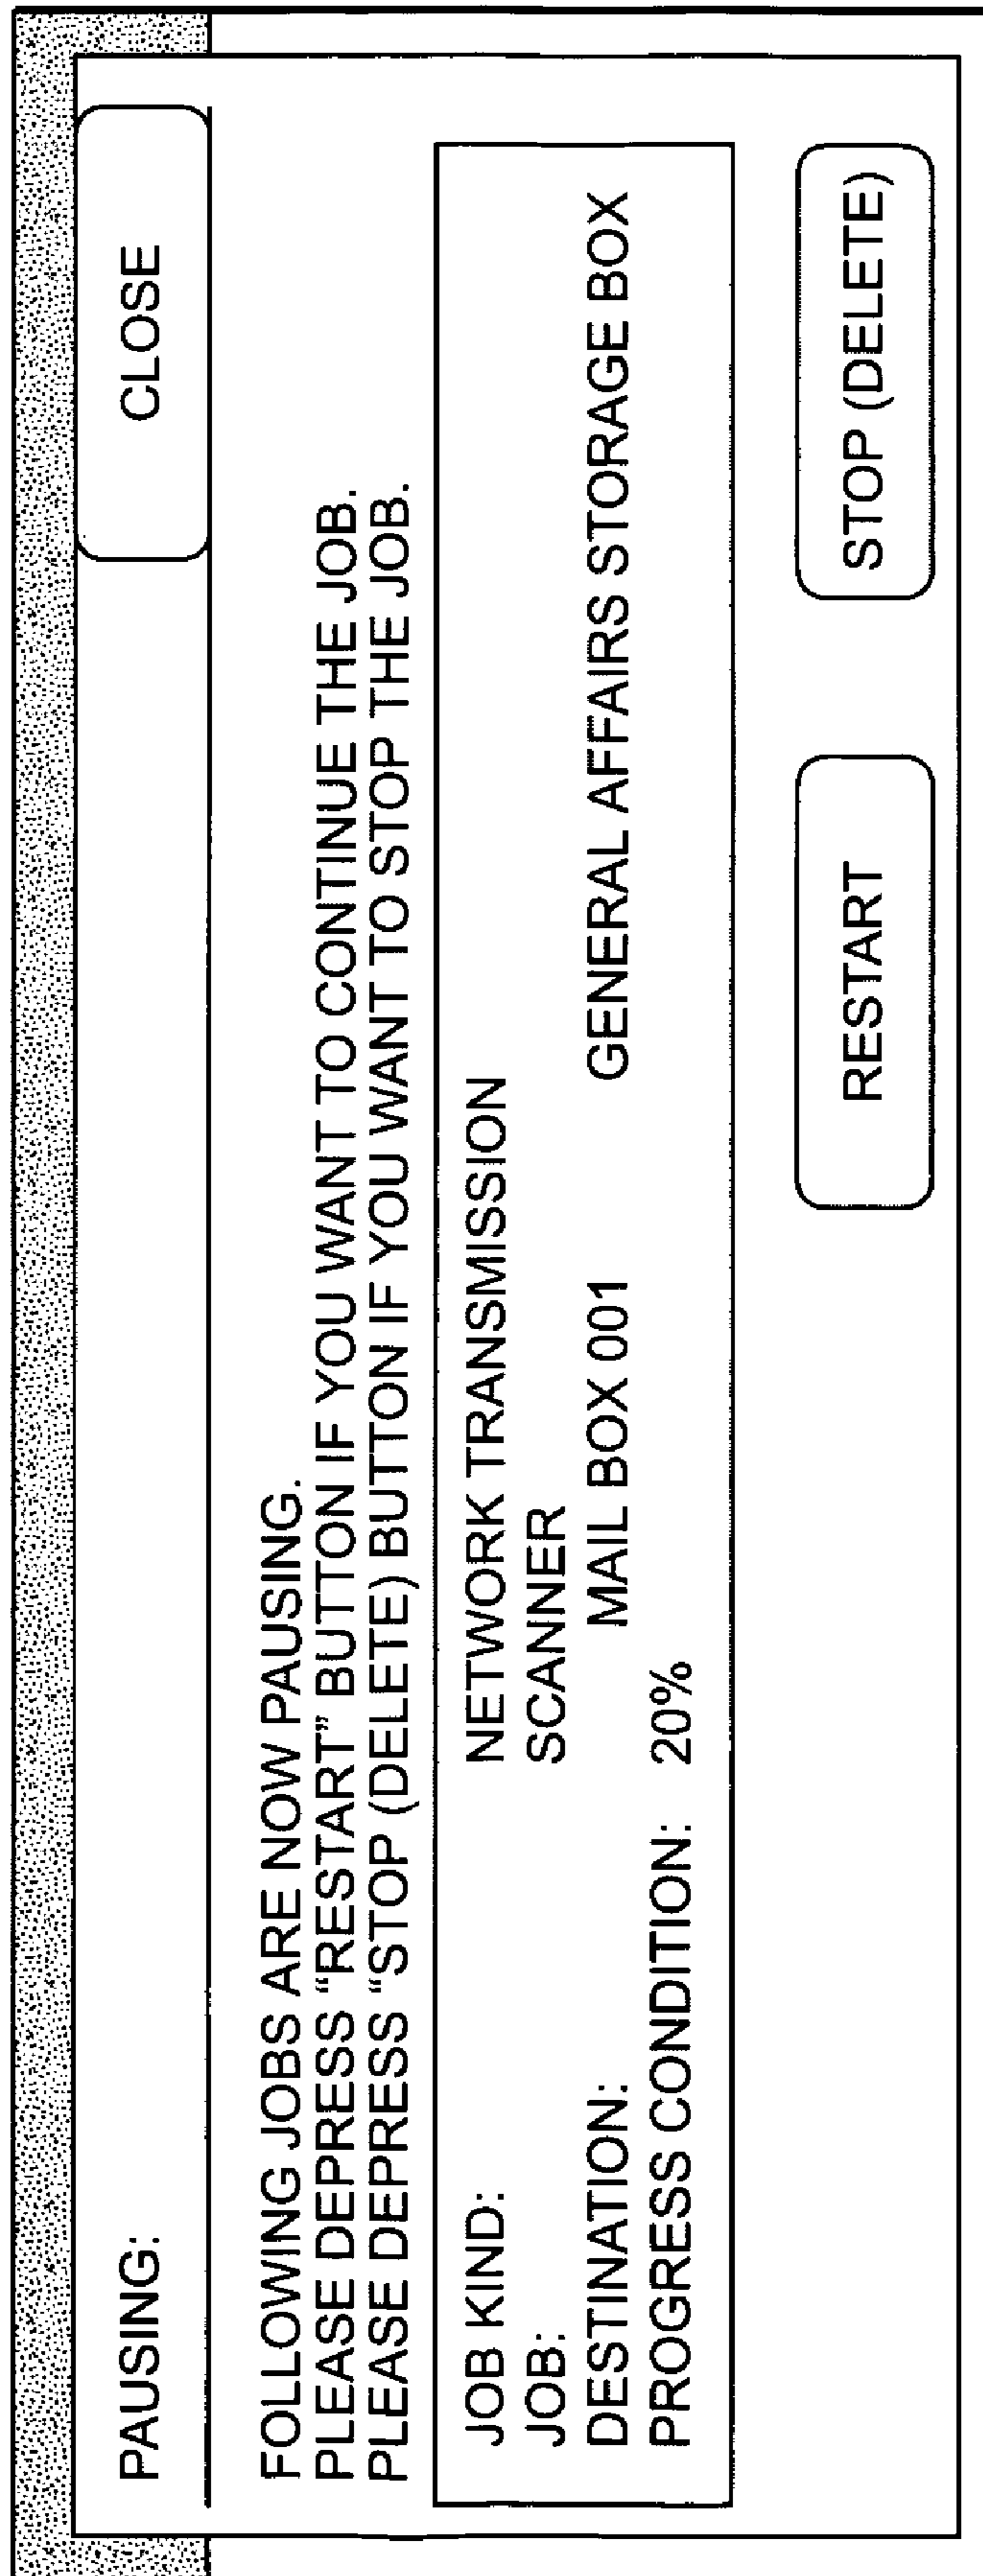 PAUSING: CLOSE
FOLLOWING JOBS ARE NOW PAUSING.
PLEASE DEPRESS “RESTART” BUTTON IF YOU WANT TO CONTINUE THE JOB.
PLEASE DEPRESS “STOP (DELETE) BUTTON IF YOU WANT TO STOP THE JOB.
JOB KIND: NETWORK TRANSMISSION
JOB: SCANNER
DESTINATION: MAIL BOX 001 GENERAL AFFAIRS STORAGE BOX
PROGRESS CONDITION: 20%
RESTART STOP (DELETE)